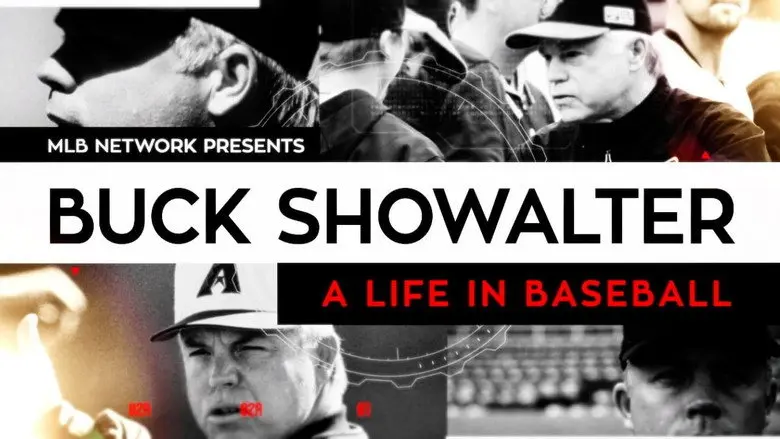 MLB NETWORK PRESENTS
BUCK SHOWALTER
A LIFE IN BASEBALL
A